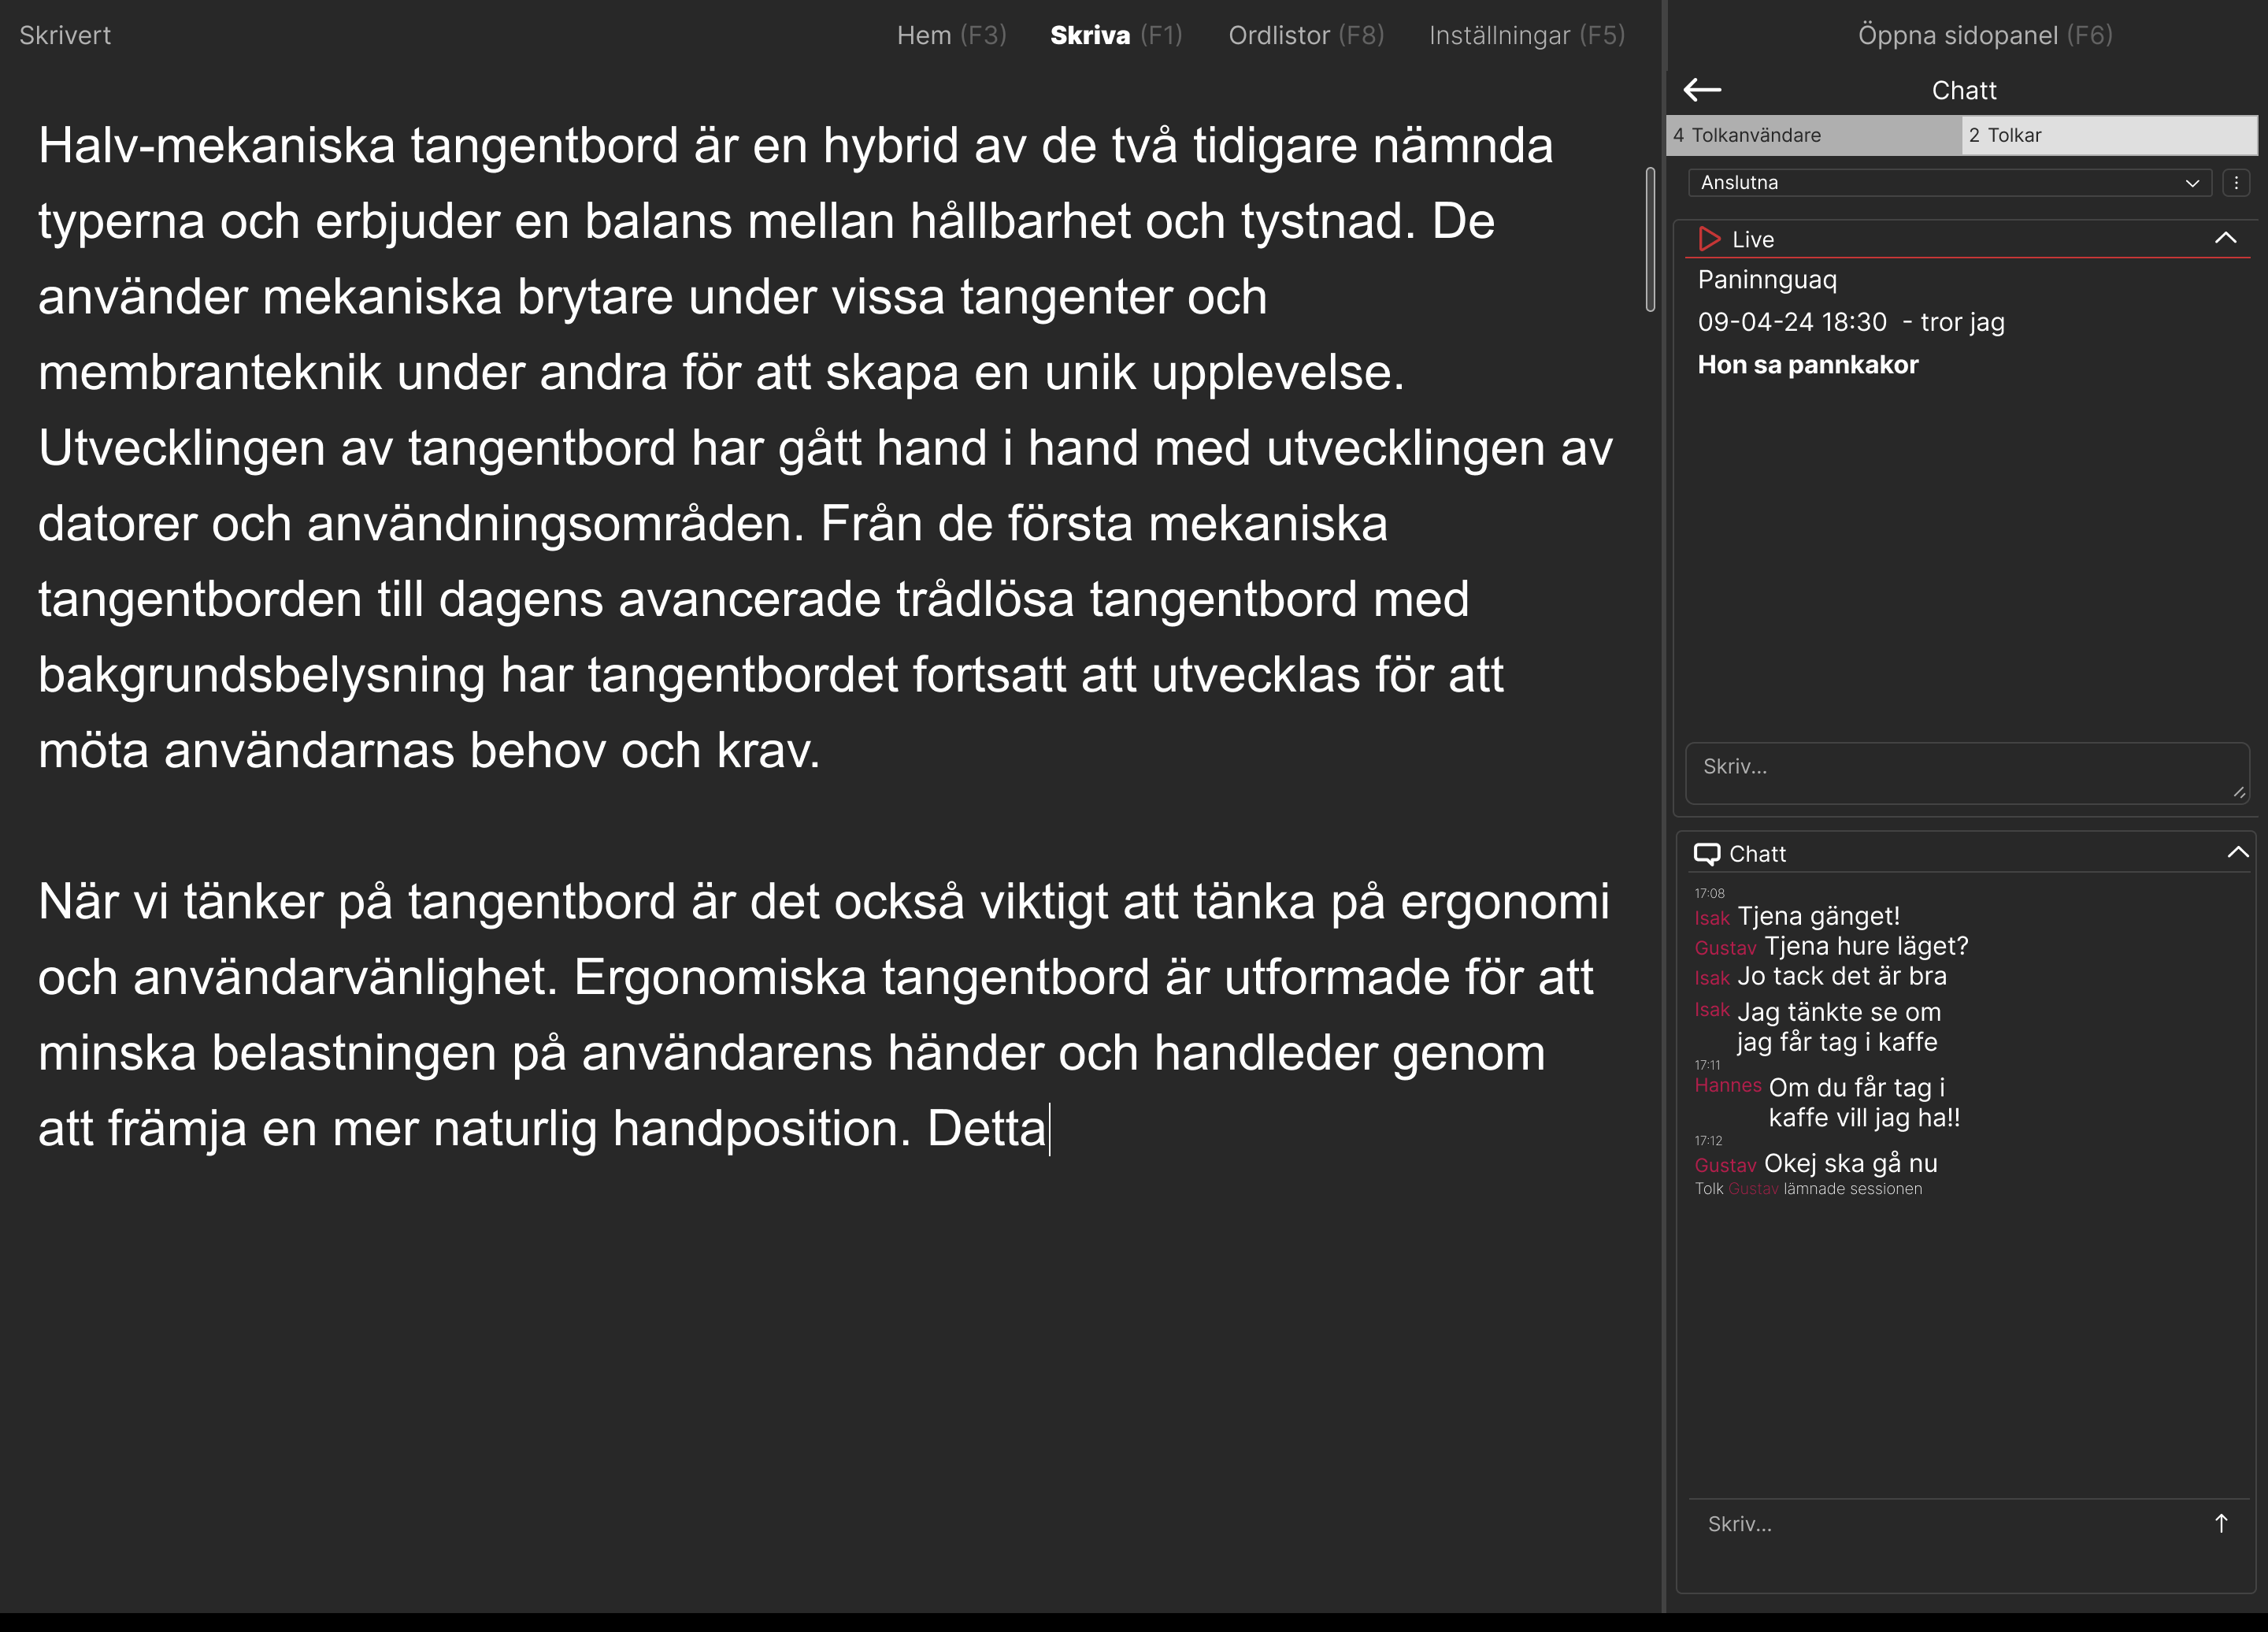 Skrivert
Hem (F3)
Skriva (F1)
Ordlistor (F8)
Inställningar (F5)
Halv-mekaniska tangentbord är en hybrid av de två tidigare nämnda
typerna och erbjuder en balans mellan hållbarhet och tystnad. De
använder mekaniska brytare under vissa tangenter och
membranteknik under andra för att skapa en unik upplevelse.
Utvecklingen av tangentbord har gått hand i hand med utvecklingen av
datorer och användningsområden. Från de första mekaniska
tangentborden till dagens avancerade trådlösa tangentbord med
bakgrundsbelysning har tangentbordet fortsatt att utvecklas för att
möta användarnas behov och krav.
När vi tänker på tangentbord är det också viktigt att tänka på ergonomi
och användarvänlighet. Ergonomiska tangentbord är utformade för att
minska belastningen på användarens händer och handleder genom
att främja en mer naturlig handposition. Detta
Öppna sidopanel (F6)
Chatt
4 Tolkanvändare
2 Tolkar
Anslutna
Live
Paninnguaq
09-04-24 18:30 - tror jag
Hon sa pannkakor
Skriv...
Chatt
17:08
Isak Tjena gänget!
Gustav Tjena hure läget?
Isak Jo tack det är bra
Isak Jag tänkte se om
jag får tag i kaffe
17:11
Hannes Om du får tag i
kaffe vill jag ha!!
17:12
Gustav Okej ska gå nu
Tolk Gustav lämnade sessionen
Skriv...